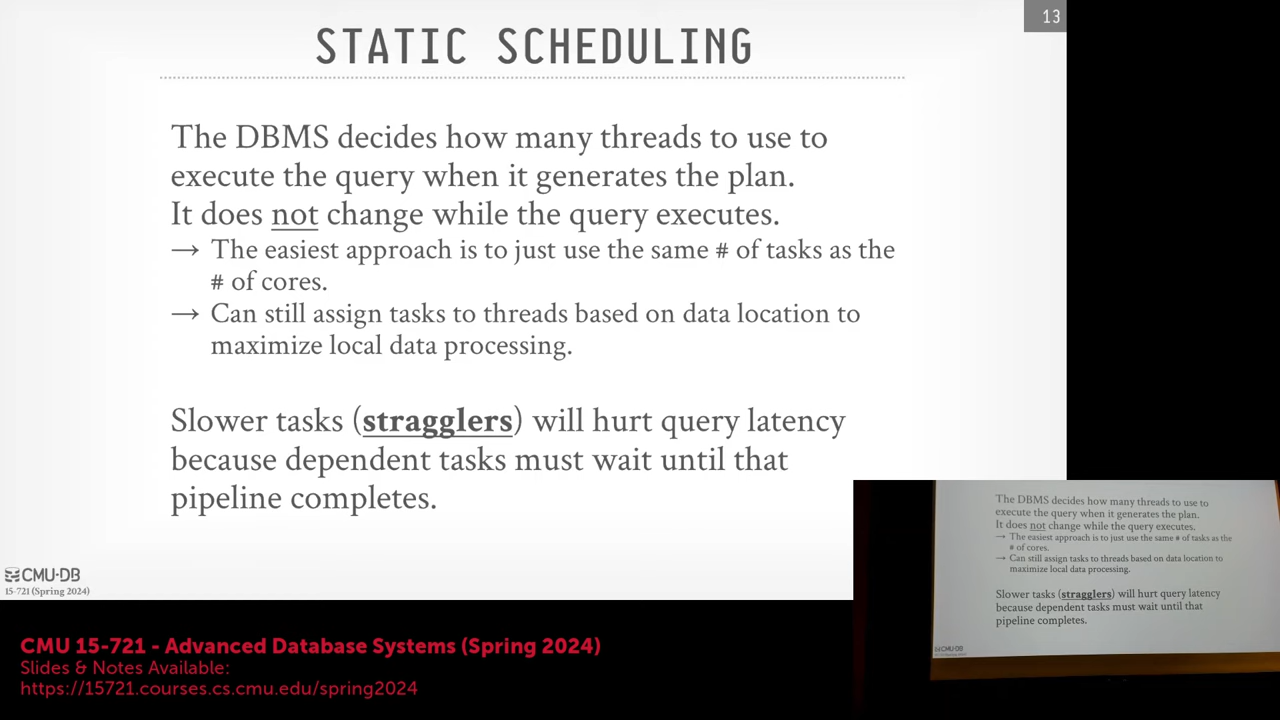 13
STATIC SCHEDULING
The DBMS decides how many threads to use to
execute the query when it generates the plan.
It does not change while the query executes.
→ The easiest approach is to just use the same # of tasks as the
# of cores.
→ Can still assign tasks to threads based on data location to
maximize local data processing.
Slower tasks (stragglers) will hurt query latency
because dependent tasks must wait until that
pipeline completes.
CMU·DB
15-721 (Spring 2024)
The DBMS decides how many threads to use to
execute the query when it generates the plan.
It does not change while the query executes.
→ The easiest approach is to just use the same # of tasks as the
# of cores.
→ Can still assign tasks to threads based on data location to
maximize local data processing.
Slower tasks (stragglers) will hurt query latency
because dependent tasks must wait until that
pipeline completes.
CMU·DB
CMU 15-721 - Advanced Database Systems (Spring 2024)
Slides & Notes Available:
https://15721.courses.cs.cmu.edu/spring2024